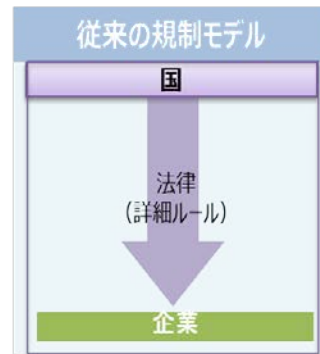 従来の規制モデル
国
法律
（詳細ルール）
企業